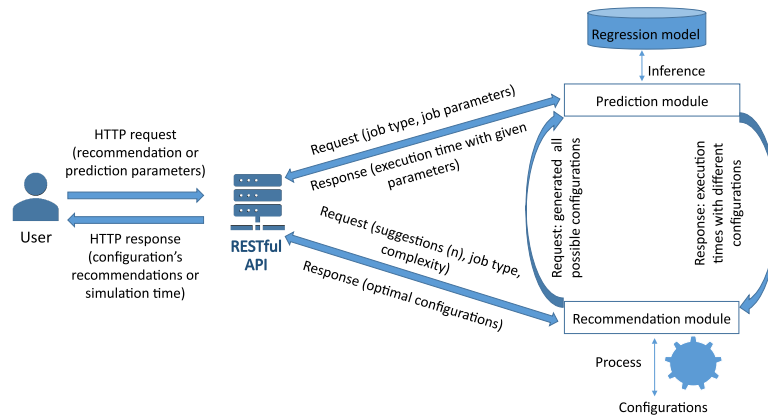 Regression model
Inference
Prediction module
HTTP request
(recommendation or
prediction parameters)
User
HTTP response
(configuration's
recommendations or
simulation time)
RESTful
API
Request (job type, job parameters)
Response (execution time with given
parameters)
Request (suggestions (n), job type,
complexity)
Response (optimal configurations)
Request: generated all
possible configurations
Response: execution
times with different
configurations
Recommendation module
Process
Configurations